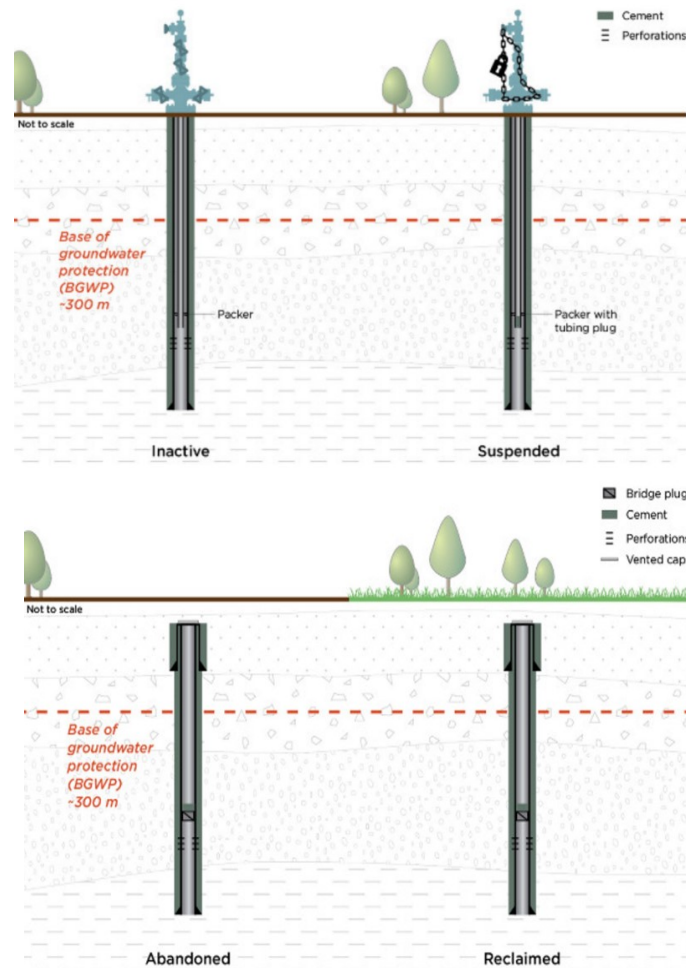 Cement
Perforations
Not to scale
Base of
groundwater
protection
(BGWP)
~300 m
Packer
Packer with
tubing plug
Inactive
Suspended
Bridge plug
Cement
Perforations
Vented cap
Not to scale
Base of
groundwater
protection
(BGWP)
~300 m
Abandoned
Reclaimed